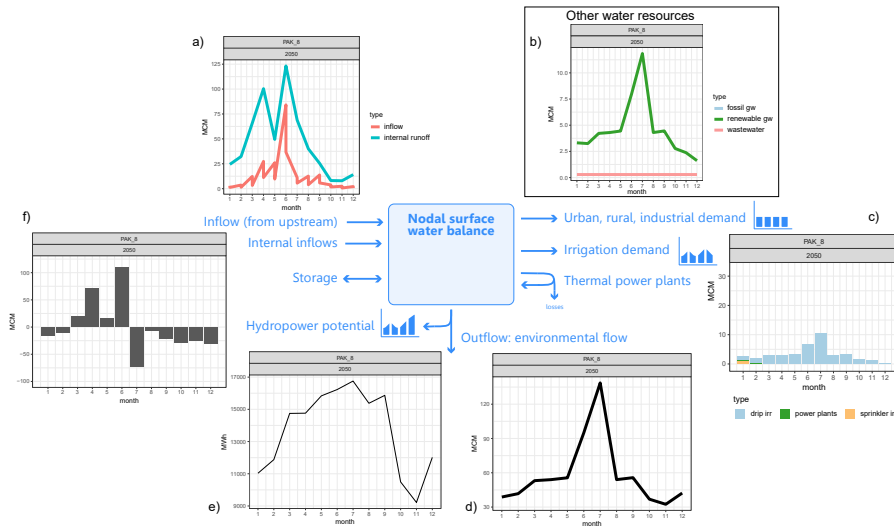 a)
PAK_8
2050
125
100
75
50
25
0
MCM
1 2 3 4 5 6 7 8 9 10 11 12
month
type
inflow
internal runoff
Other water resources
b)
PAK_8
2050
10.0
7.5
5.0
2.5
0.0
MCM
1 2 3 4 5 6 7 8 9 10 11 12
month
type
fossil gw
renewable gw
wastewater
f)
PAK_8
2050
100
50
0
−50
−100
MCM
1 2 3 4 5 6 7 8 9 10 11 12
month
Inflow (from upstream)
Internal inflows
Storage
Hydropower potential
Nodal surface
water balance
Urban, rural, industrial demand
Irrigation demand
Thermal power plants
losses
Outflow: environmental flow
c)
PAK_8
2050
30
20
10
0
MCM
1 2 3 4 5 6 7 8 9 10 11 12
month
type
drip irr
power plants
sprinkler ir
e)
PAK_8
2050
17000
15000
13000
11000
9000
MWh
1 2 3 4 5 6 7 8 9 10 11 12
month
d)
PAK_8
2050
120
90
60
30
MCM
1 2 3 4 5 6 7 8 9 10 11 12
month